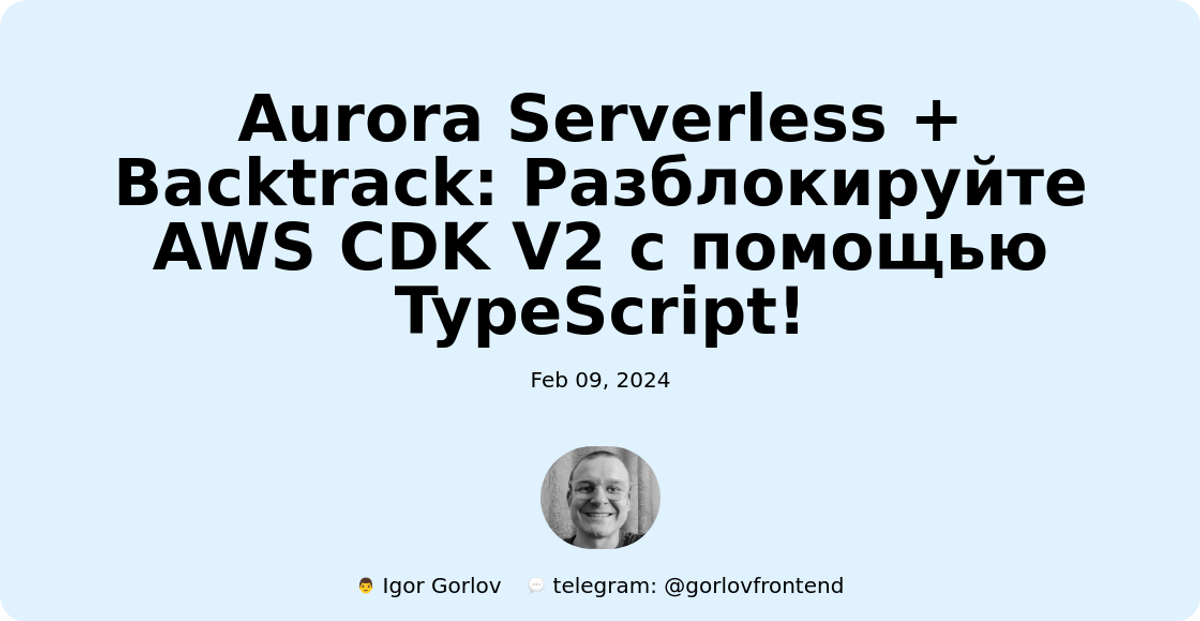 Aurora Serverless +
Backtrack: Разблокируйте
AWS CDK V2 с помощью
TypeScript!
Feb 09, 2024
👨 Igor Gorlov 💬 telegram: @gorlovfrontend